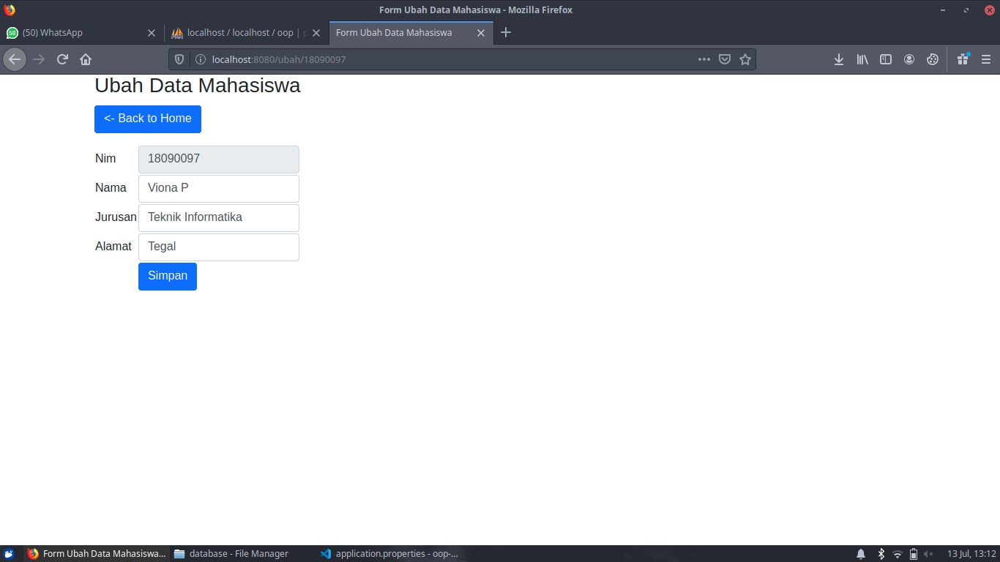 Form Ubah Data Mahasiswa - Mozilla Firefox
50 (50) WhatsApp
localhost / localhost / oop | p
Form Ubah Data Mahasiswa
localhost:8080/ubah/18090097
Ubah Data Mahasiswa
<- Back to Home
Nim 18090097
Nama Viona P
Jurusan Teknik Informatika
Alamat Tegal
Simpan
Form Ubah Data Mahasiswa...
database - File Manager
application.properties - oop-...
13 Jul, 13:12